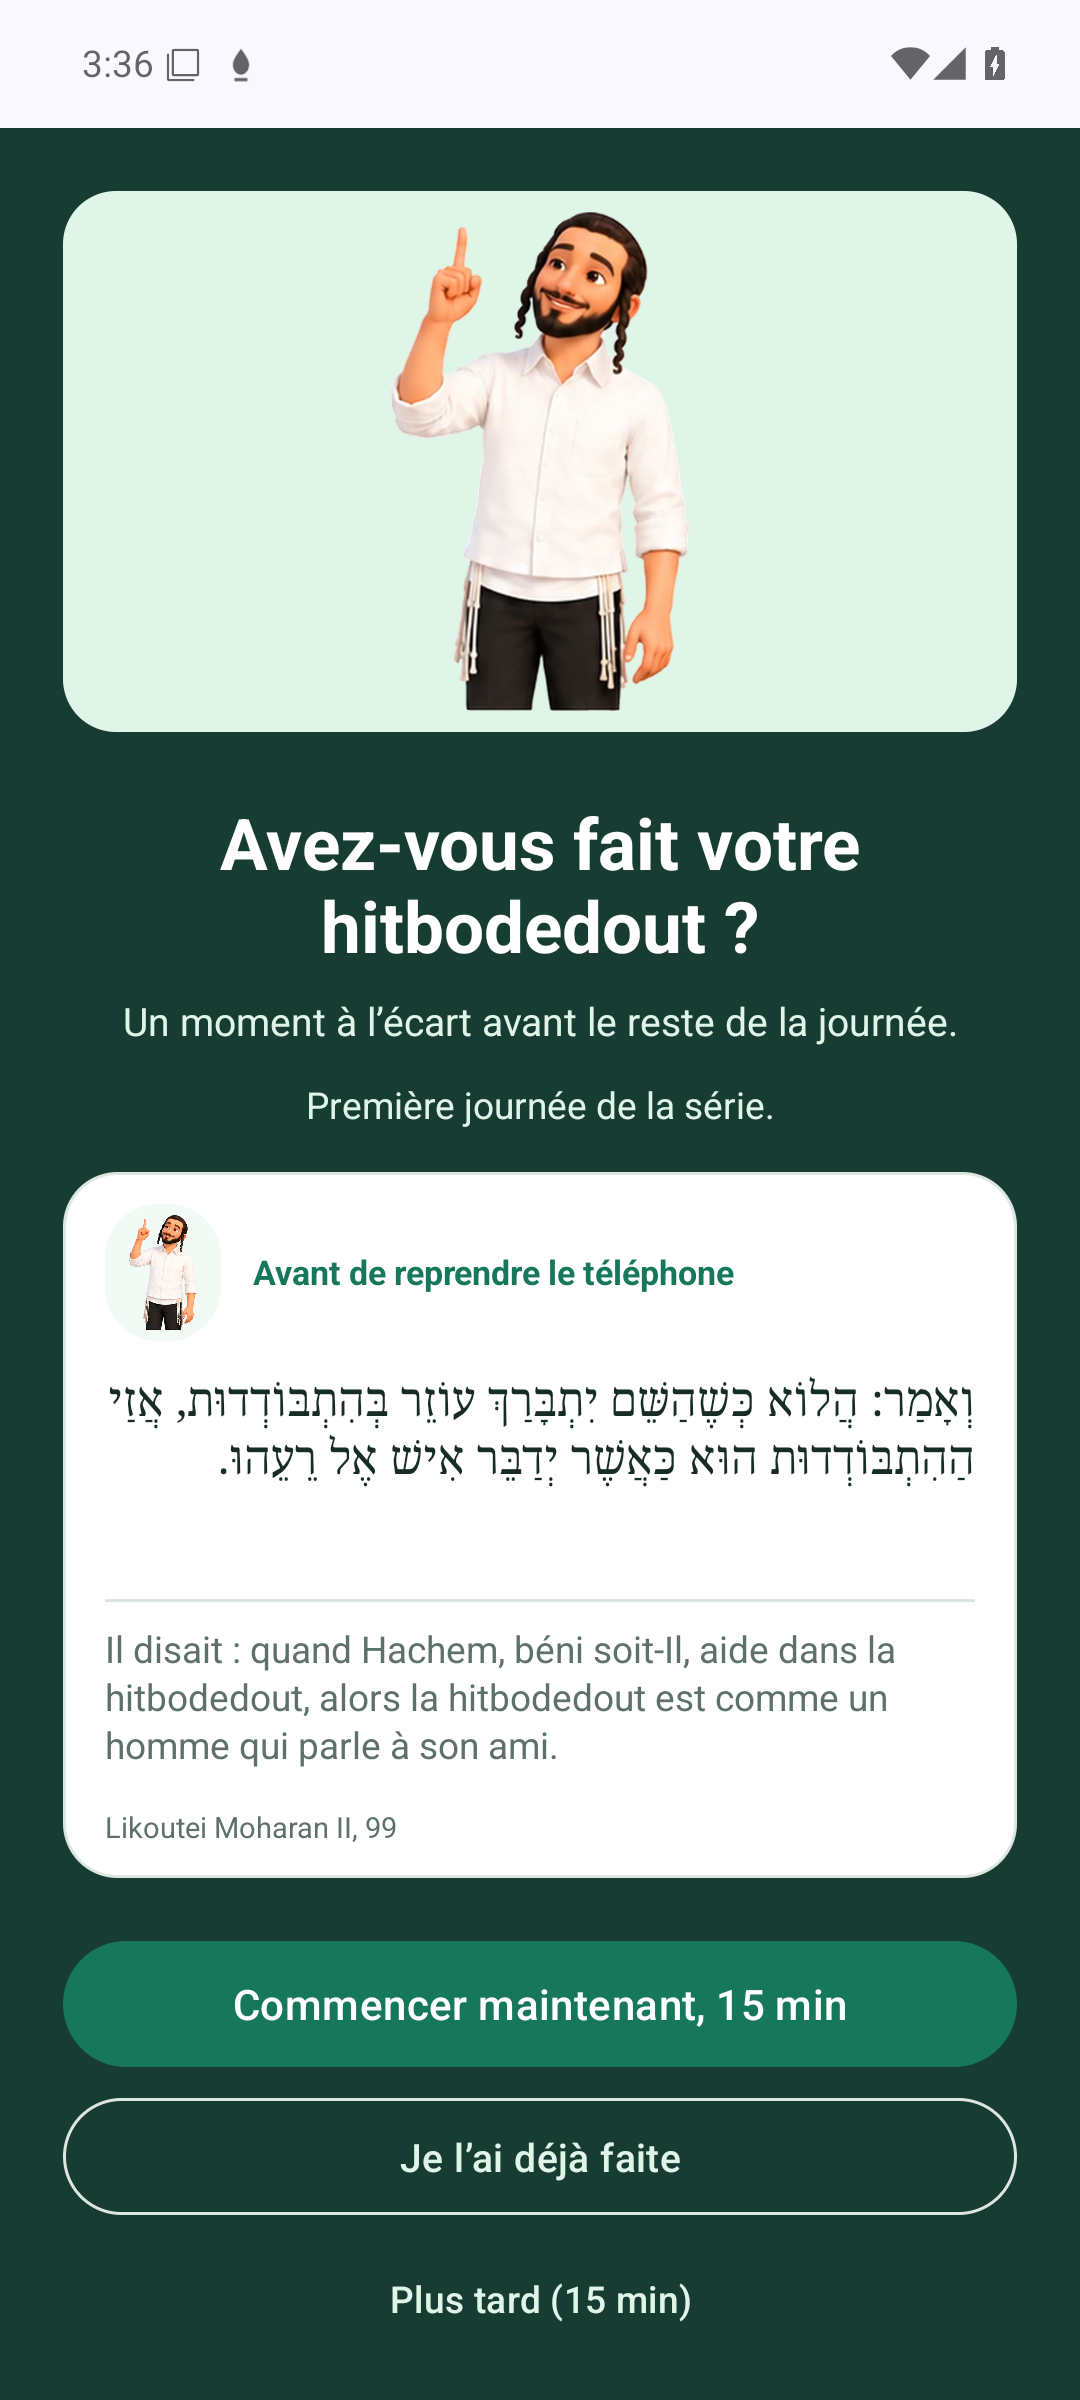 3:36
Avez-vous fait votre
hitbodedout ?
Un moment à l’écart avant le reste de la journée.
Première journée de la série.
Avant de reprendre le téléphone
וְאָמַר: הֲלוֹא כְּשֶׁהַשֵּׁם יִתְבָּרַךְ עוֹזֵר בְּהִתְבּוֹדְדוּת, אֲזַי
הַהִתְבּוֹדְדוּת הוּא כַּאֲשֶׁר יְדַבֵּר אִישׁ אֶל רֵעֵהוּ.
Il disait : quand Hachem, béni soit-Il, aide dans la
hitbodedout, alors la hitbodedout est comme un
homme qui parle à son ami.
Likoutei Moharan II, 99
Commencer maintenant, 15 min
Je l’ai déjà faite
Plus tard (15 min)